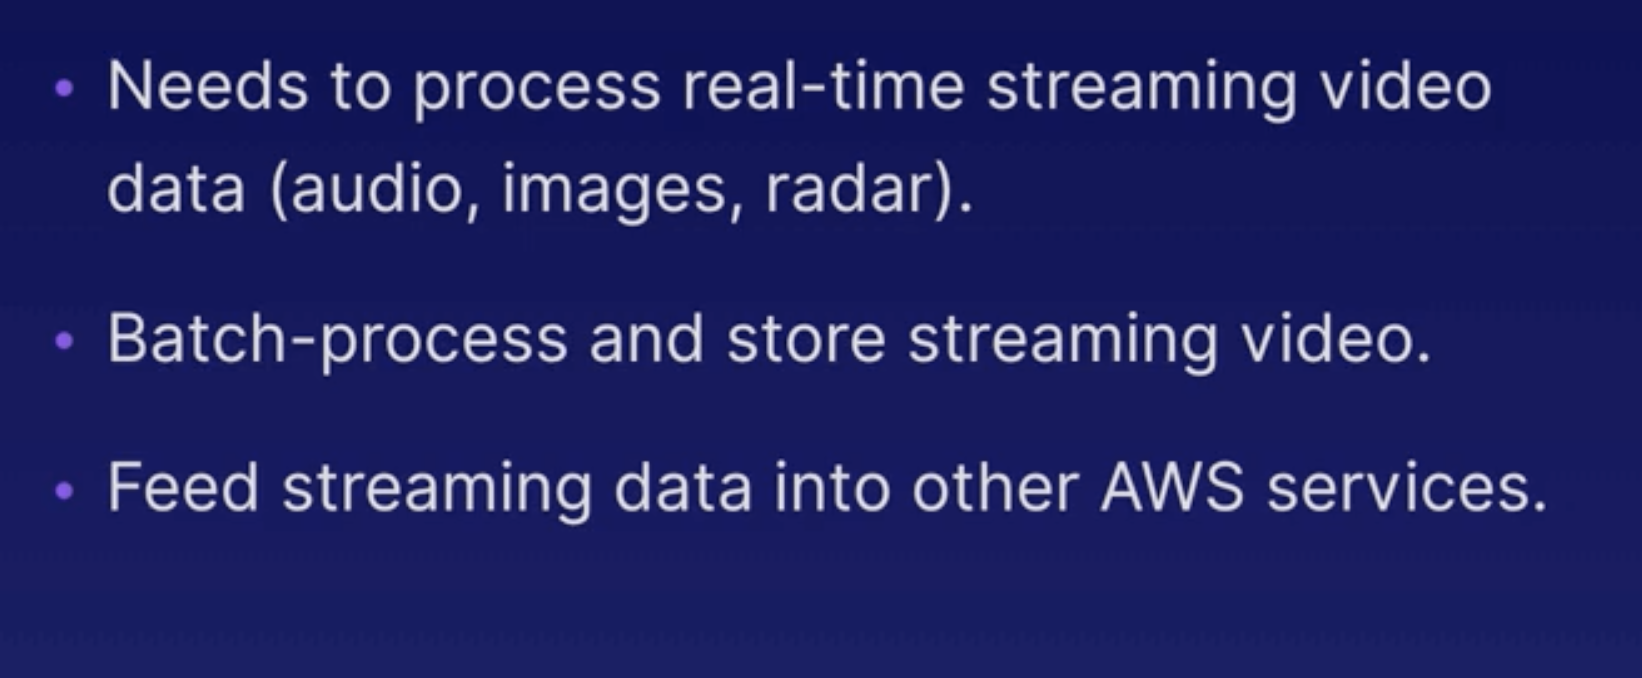 • Needs to process real-time streaming video
data (audio, images, radar).
• Batch-process and store streaming video.
• Feed streaming data into other AWS services.